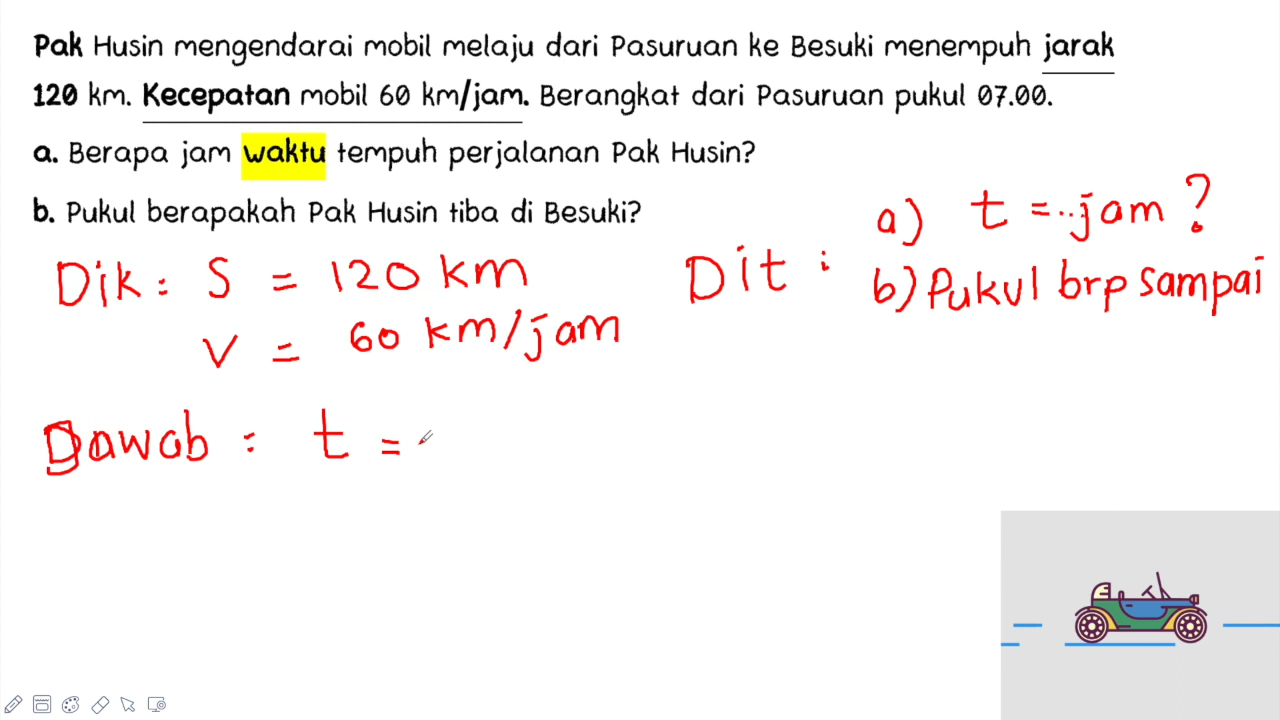 Pak Husin mengendarai mobil melaju dari Pasuruan ke Besuki menempuh jarak
120 km. Kecepatan mobil 60 km/jam. Berangkat dari Pasuruan pukul 07.00.
a. Berapa jam waktu tempuh perjalanan Pak Husin?
b. Pukul berapakah Pak Husin tiba di Besuki?
Dik: S = 120 km
V = 60 km/jam
Dit: a) t = ..jam?
b) Pukul brp sampai
Jawab: t =